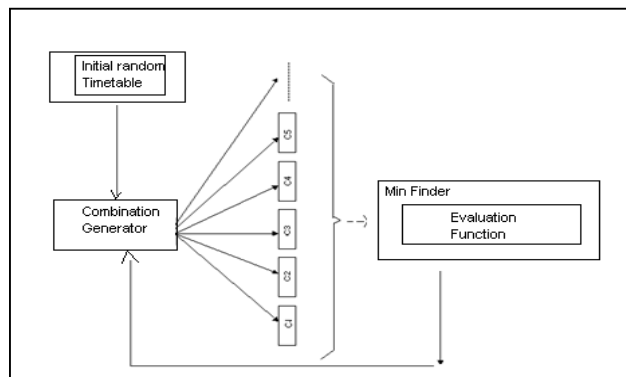 Initial random
Timetable
C5
C4
C3
C2
C1
Combination
Generator
Min Finder
Evaluation
Function